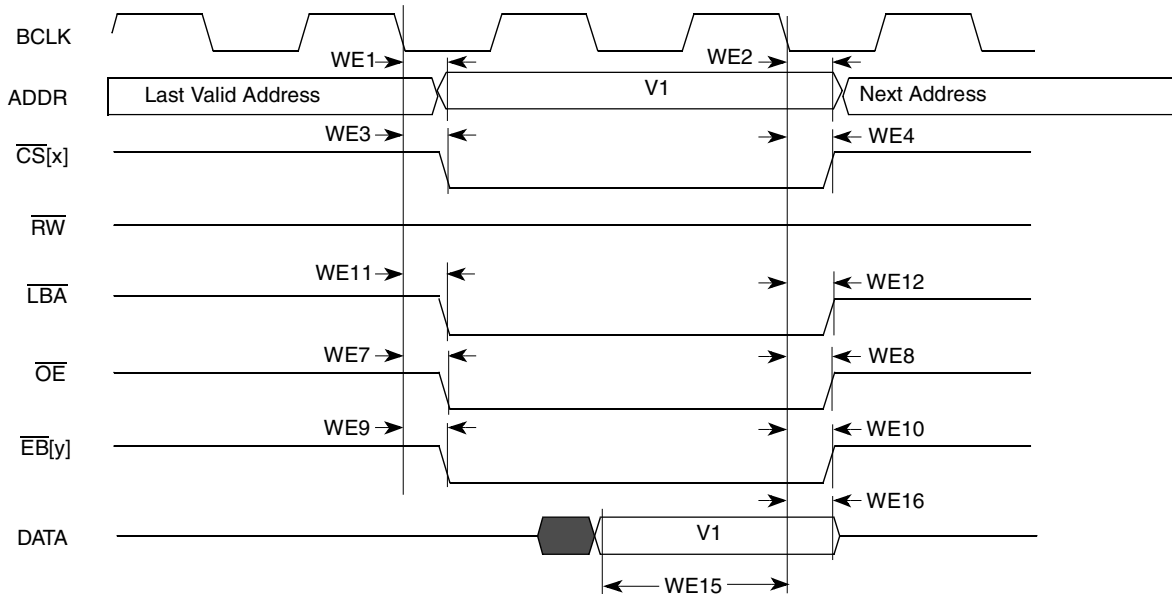 BCLK
WE1
WE2
ADDR
Last Valid Address
V1
Next Address
WE3
WE4
CS[x]
RW
WE11
WE12
LBA
WE7
WE8
OE
WE9
WE10
EB[y]
WE16
DATA
V1
WE15